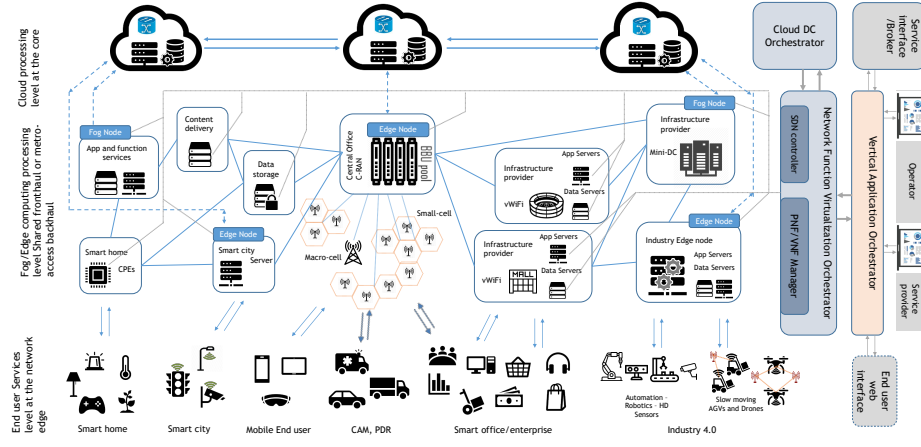 Cloud processing
level at the core
Cloud DC
Orchestrator
Service
interface
/Broker
Fog/Edge computing processing
level-Shared fronthaul or metro-
access backhaul
Fog Node
App and function
services
Content
delivery
Data
storage
Central Office
C-RAN
Edge Node
BBU pool
Infrastructure
provider
App Servers
Data Servers
vWiFi
Fog Node
Infrastructure
provider
Mini-DC
Smart home
CPEs
Edge Node
Smart city
Server
Macro-cell
Small-cell
Infrastructure
provider
App Servers
Data Servers
vWiFi
MALL
Edge Node
Industry Edge node
App Servers
Data Servers
SDN controller
PNF/VNF Manager
Network Function Virtualization Orchestrator
Vertical Application Orchestrator
Operator
Service
provider
End user
web
interface
End user Services
level at the network
edge
Smart home
Smart city
Mobile End user
CAM, PDR
Smart office/enterprise
Automation -
Robotics - HD
Sensors
Slow moving
AGVs and Drones
Industry 4.0